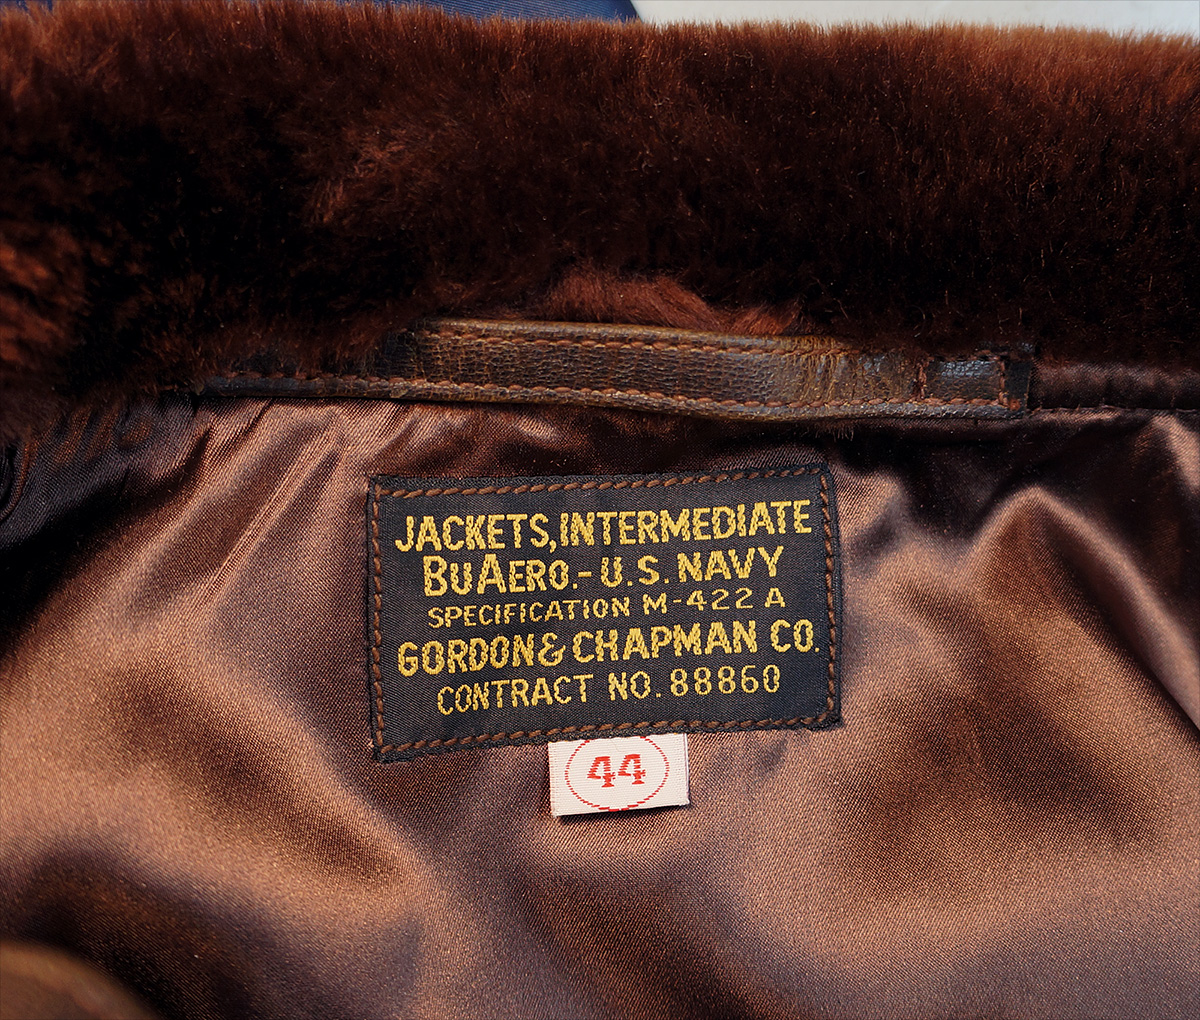 JACKETS, INTERMEDIATE
BUAERO.-U.S. NAVY
SPECIFICATION M-422 A
GORDON & CHAPMAN CO.
CONTRACT NO. 88860
44